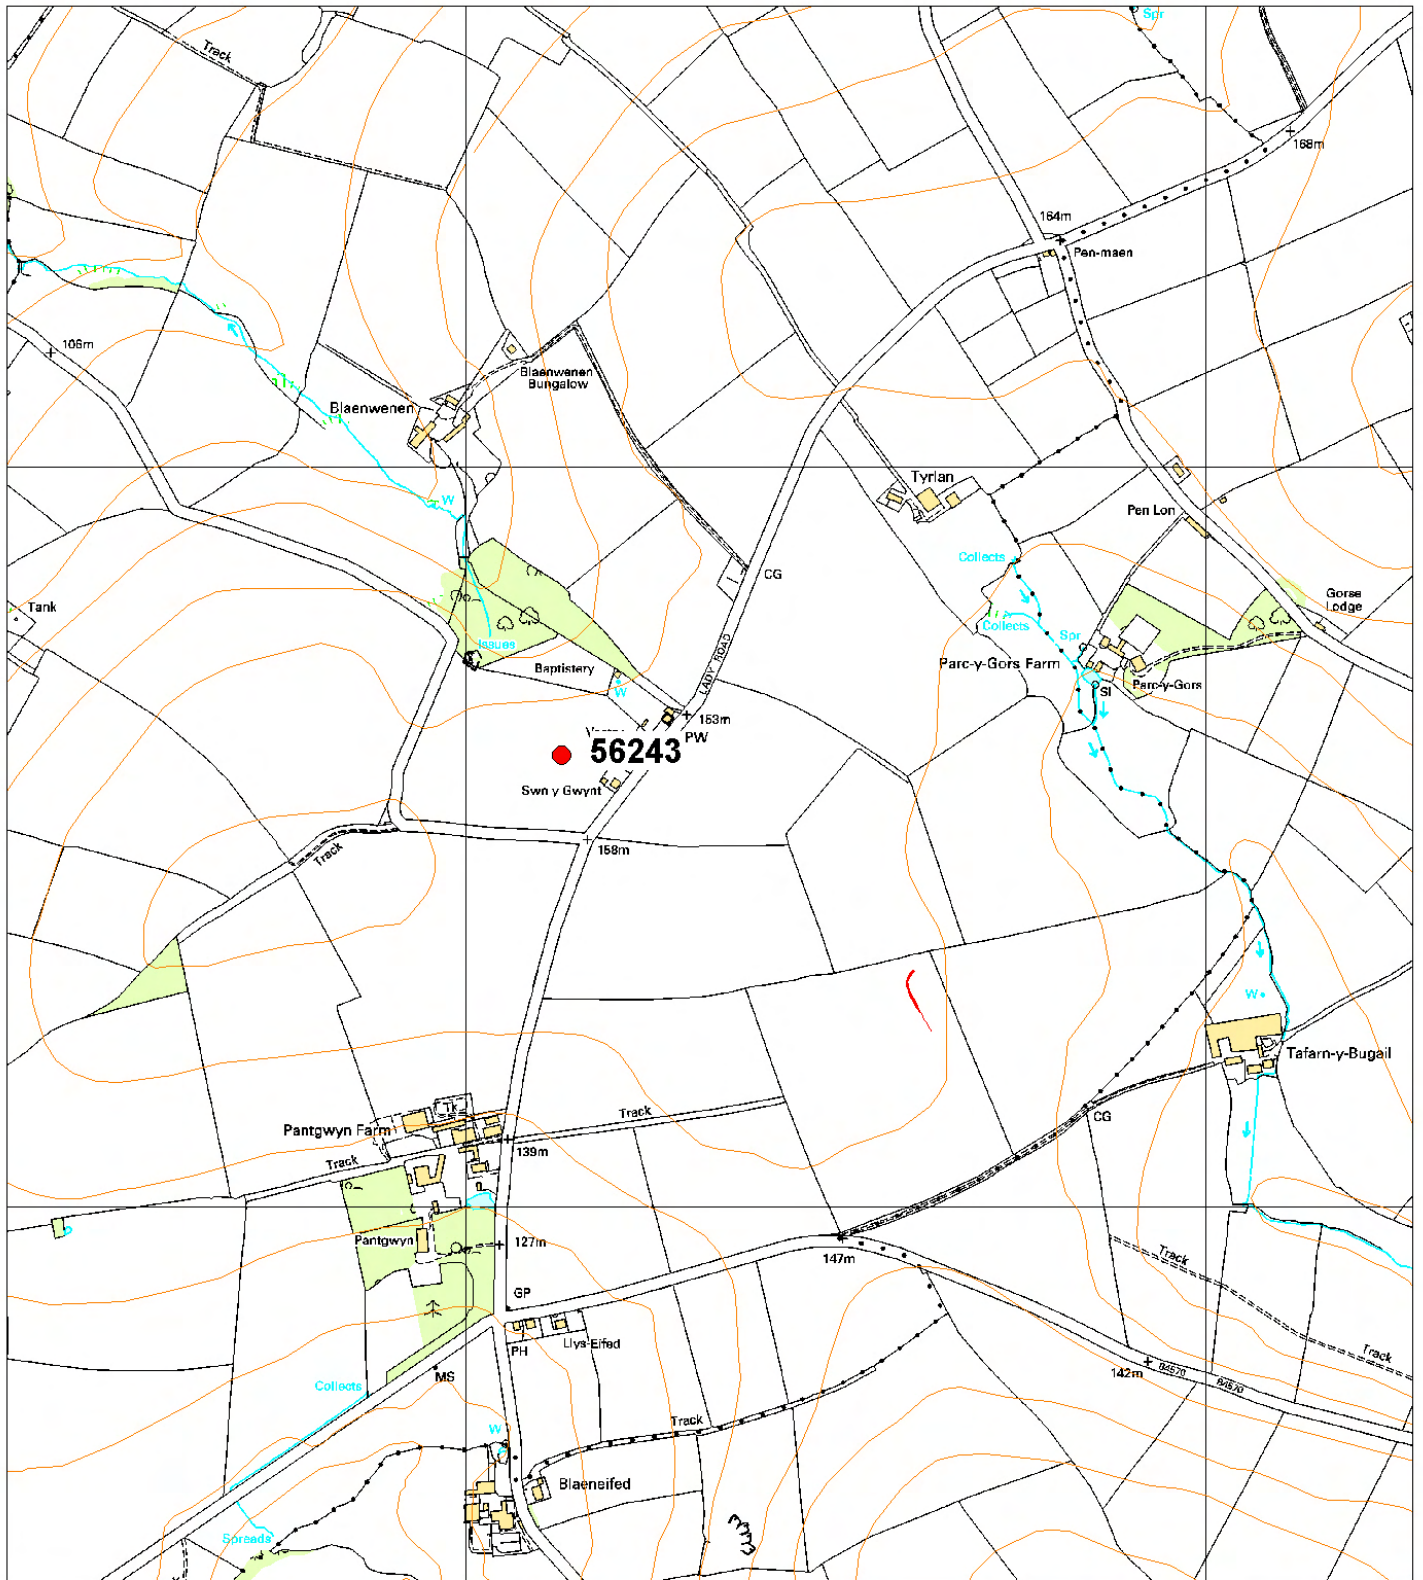 Spr
Track
168m
164m
Pen-maen
106m
Blaenwenen
Bungalow
Blaenwenen
Tyrlan
W
Pen Lon
Collects
CG
Gorse
Lodge
Tank
Collects
Spr
Issues
LADY ROAD
Baptistery
Parc-y-Gors Farm
Parc-y-Gors
W
SI
153m
PW
56243
Swn y Gwynt
158m
Track
W
Tafarn-y-Bugail
Tk
Track
CG
Pantgwyn Farm
139m
Track
Pantgwyn
127m
147m
Track
GP
Llys-Eifed
PH
Track
MS
142m
B4570
B4570
Collects
Track
W
Blaeneifed
Spreads